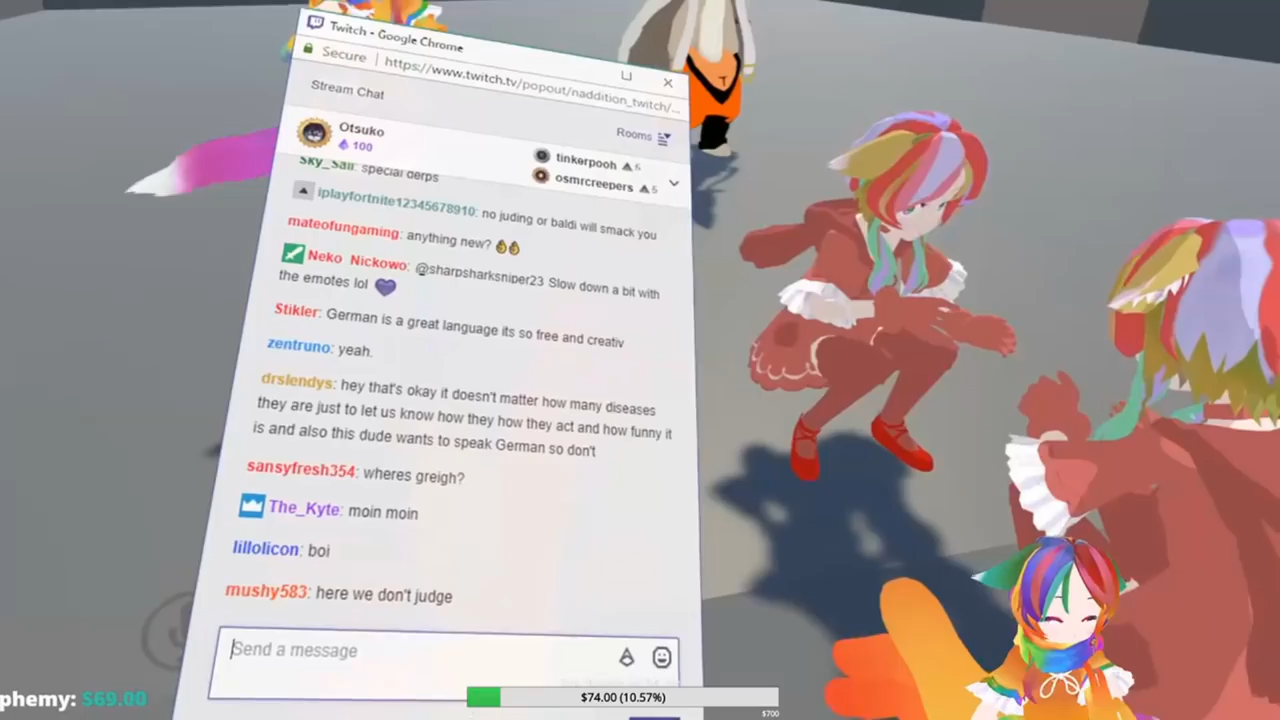 Twitch - Google Chrome
Secure | https://www.twitch.tv/popout/naddition_twitch/...
Stream Chat
Rooms
Otsuko
100
tinkerpooh 6
osmrcreepers 5
Sky_Sall: special derps
iplayfortnite12345678910: no juding or baldi will smack you
mateofungaming: anything new?
Neko Nickowo: @sharpsharksniper23 Slow down a bit with
the emotes lol
Stikler: German is a great language its so free and creativ
zentruno: yeah.
drslendys: hey that's okay it doesn't matter how many diseases
they are just to let us know how they how they act and how funny it
is and also this dude wants to speak German so don't
sansyfresh354: wheres greigh?
The_Kyte: moin moin
lillolicon: boi
mushy583: here we don't judge
Send a message
phemy: $69.00
$74.00 (10.57%)
$700